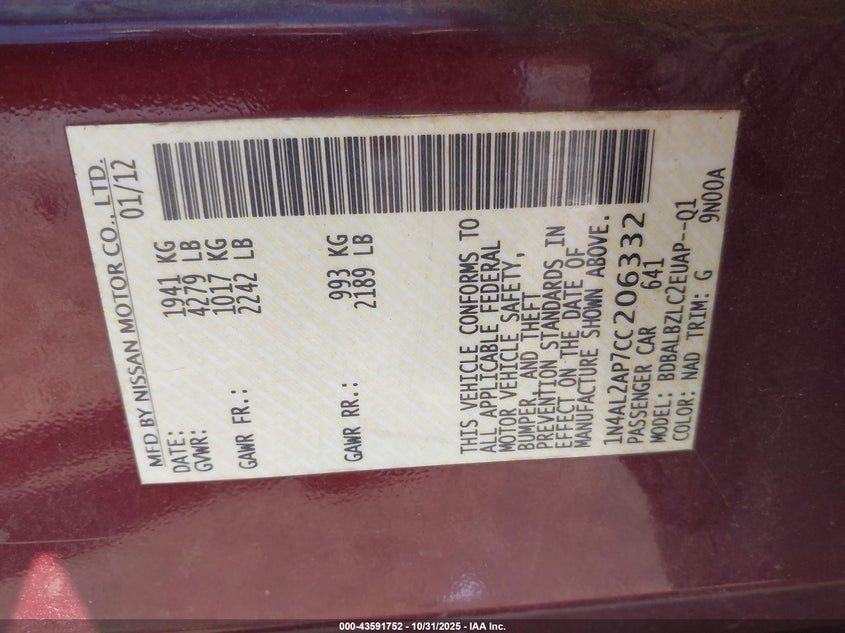 MFD BY NISSAN MOTOR CO., LTD.
DATE: 01/12
GVWR: 1941 KG
4279 LB
GAWR FR.: 1017 KG
2242 LB
GAWR RR.: 993 KG
2189 LB
THIS VEHICLE CONFORMS TO
ALL APPLICABLE FEDERAL
MOTOR VEHICLE SAFETY,
BUMPER, AND THEFT
PREVENTION STANDARDS IN
EFFECT ON THE DATE OF
MANUFACTURE SHOWN ABOVE.
1N4AL2AP7CC206332
PASSENGER CAR 641
MODEL: BDBALBZLC2EUAP--Q1
COLOR: NAD TRIM: G 9N00A
000-43591752 - 10/31/2025 - IAA Inc.